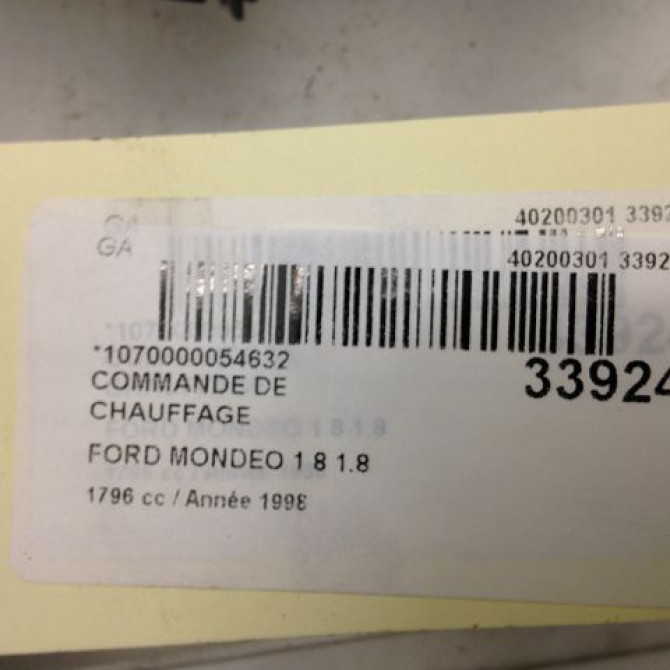 GA 40200301 3392
GA 40200301 3392
*1070000054632
33924
COMMANDE DE
CHAUFFAGE
FORD MONDEO 1 8 1.8
1796 cc / Année 1998